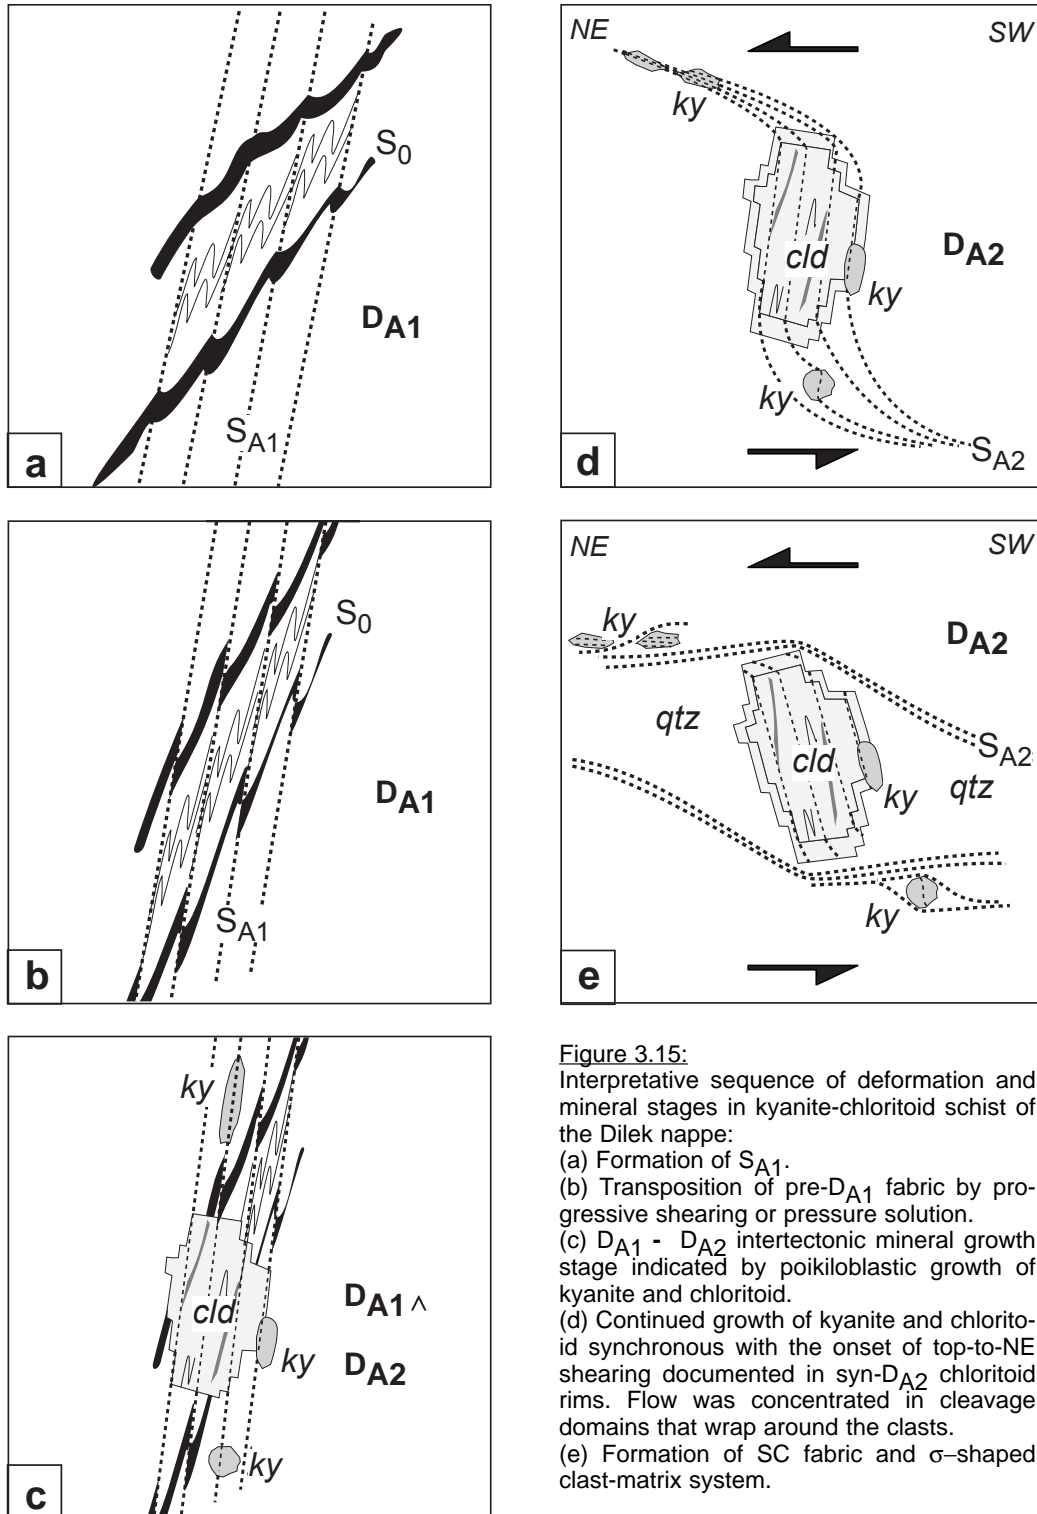 S0
DA1
SA1
a
S0
DA1
SA1
b
ky
cld
DA1 ^
DA2
ky
ky
c
NE
SW
ky
DA2
cld
ky
ky
SA2
d
NE
SW
ky
DA2
qtz
SA2
cld
qtz
ky
ky
e
Figure 3.15:
Interpretative sequence of deformation and
mineral stages in kyanite-chloritoid schist of
the Dilek nappe:
(a) Formation of SA1.
(b) Transposition of pre-DA1 fabric by pro-
gressive shearing or pressure solution.
(c) DA1 - DA2 intertectonic mineral growth
stage indicated by poikiloblastic growth of
kyanite and chloritoid.
(d) Continued growth of kyanite and chlorito-
id synchronous with the onset of top-to-NE
shearing documented in syn-DA2 chloritoid
rims. Flow was concentrated in cleavage
domains that wrap around the clasts.
(e) Formation of SC fabric and σ–shaped
clast-matrix system.